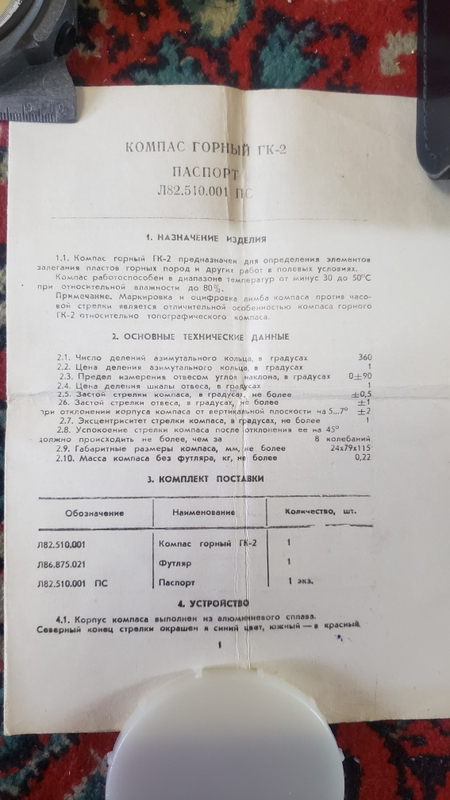 КОМПАС ГОРНЫЙ ГК-2
ПАСПОРТ
Л82.510.001 ПС
1. НАЗНАЧЕНИЕ ИЗДЕЛИЯ
1.1. Компас горный ГК-2 предназначен для определения элементов
залегания пластов горных пород и других работ в полевых условиях.
Компас работоспособен в диапазоне температур от минус 30 до 50°С
при относительной влажности до 80%.
Примечание. Маркировка и оцифровка лимба компаса против часо-
вой стрелки является отличительной особенностью компаса горного
ГК-2 относительно топографического компаса.
2. ОСНОВНЫЕ ТЕХНИЧЕСКИЕ ДАННЫЕ
2.1. Число делений азимутального кольца, в градусах 360
2.2. Цена деления азимутального кольца, в градусах 1
2.3. Предел измерения отвесом углов наклона, в градусах 0±90
2.4. Цена деления шкалы отвеса, в градусах 1
2.5. Застой стрелки компаса, в градусах, не более ±0,5
26. Застой стрелки отвеса, в градусах, не более ±1
при отклонении корпуса компаса от вертикальной плоскости на 5...7° ±2
2.7. Эксцентриситет стрелки компаса, в градусах, не более 1
2.8. Успокоение стрелки компаса после отклонения ее на 45°
должно происходить не более, чем за 8 колебаний
2.9. Габаритные размеры компаса, мм, не более 24х79х115
2.10. Масса компаса без футляра, кг, не более 0,22
3. КОМПЛЕКТ ПОСТАВКИ
Обозначение Наименование Количество, шт.
Л82.510.001 Компас горный ГК-2 1
Л86.875.021 Футляр 1
Л82.510.001 ПС Паспорт 1 экз.
4. УСТРОЙСТВО
4.1. Корпус компаса выполнен из алюминиевого сплава.
Северный конец стрелки окрашен в синий цвет, южный — в красный.
1